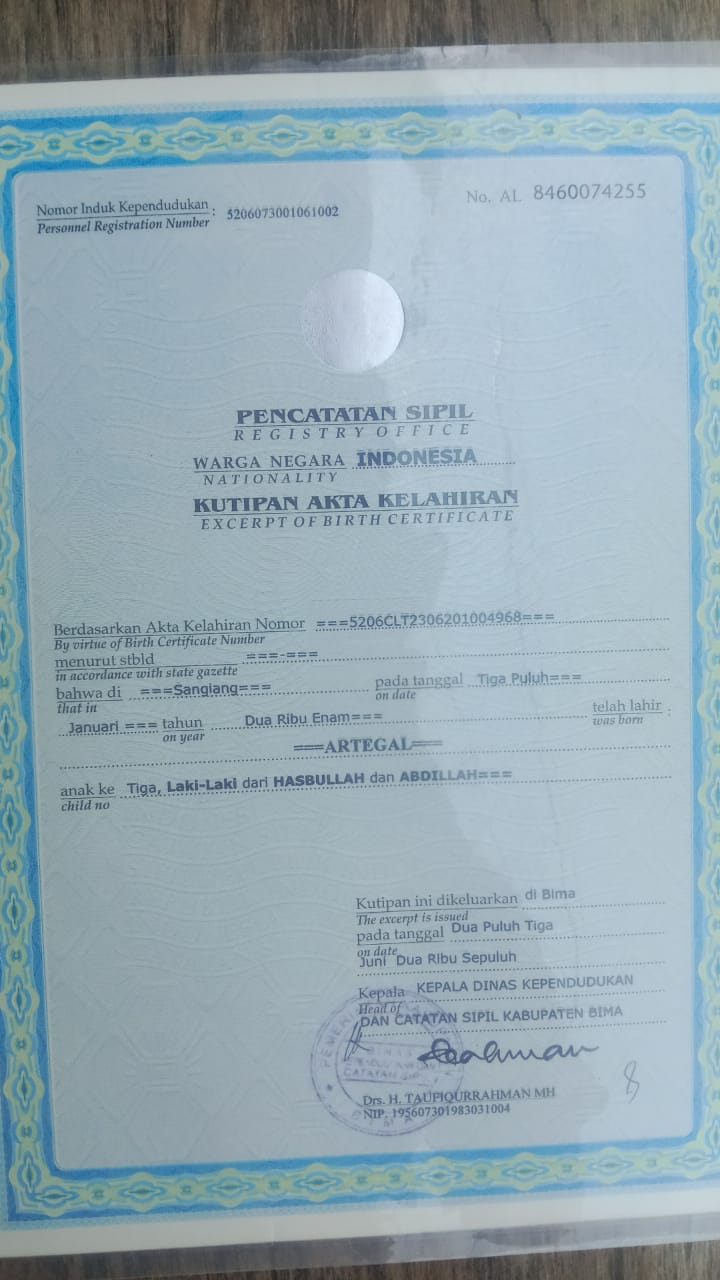 No. AL 8460074255
Nomor Induk Kependudukan : 5206073001061002
Personnel Registration Number
PENCATATAN SIPIL
REGISTRY OFFICE
WARGA NEGARA INDONESIA
NATIONALITY
KUTIPAN AKTA KELAHIRAN
EXCERPT OF BIRTH CERTIFICATE
Berdasarkan Akta Kelahiran Nomor ===5206CLT2306201004968===
By virtue of Birth Certificate Number
menurut stbld ===-===
in accordance with state gazette
bahwa di ===Sangiang=== pada tanggal Tiga Puluh===
that in on date
Januari === tahun Dua Ribu Enam=== telah lahir :
on year was born
===ARTEGAL===
anak ke Tiga, Laki-Laki dari HASBULLAH dan ABDILLAH===
child no
Kutipan ini dikeluarkan di Bima
The excerpt is issued
pada tanggal Dua Puluh Tiga
on date
Juni Dua Ribu Sepuluh
Kepala KEPALA DINAS KEPENDUDUKAN
Head of
DAN CATATAN SIPIL KABUPATEN BIMA
CATATAN SIPIL
BIMA
Drs. H. TAUFIQURRAHMAN MH
NIP. 195607301983031004
8